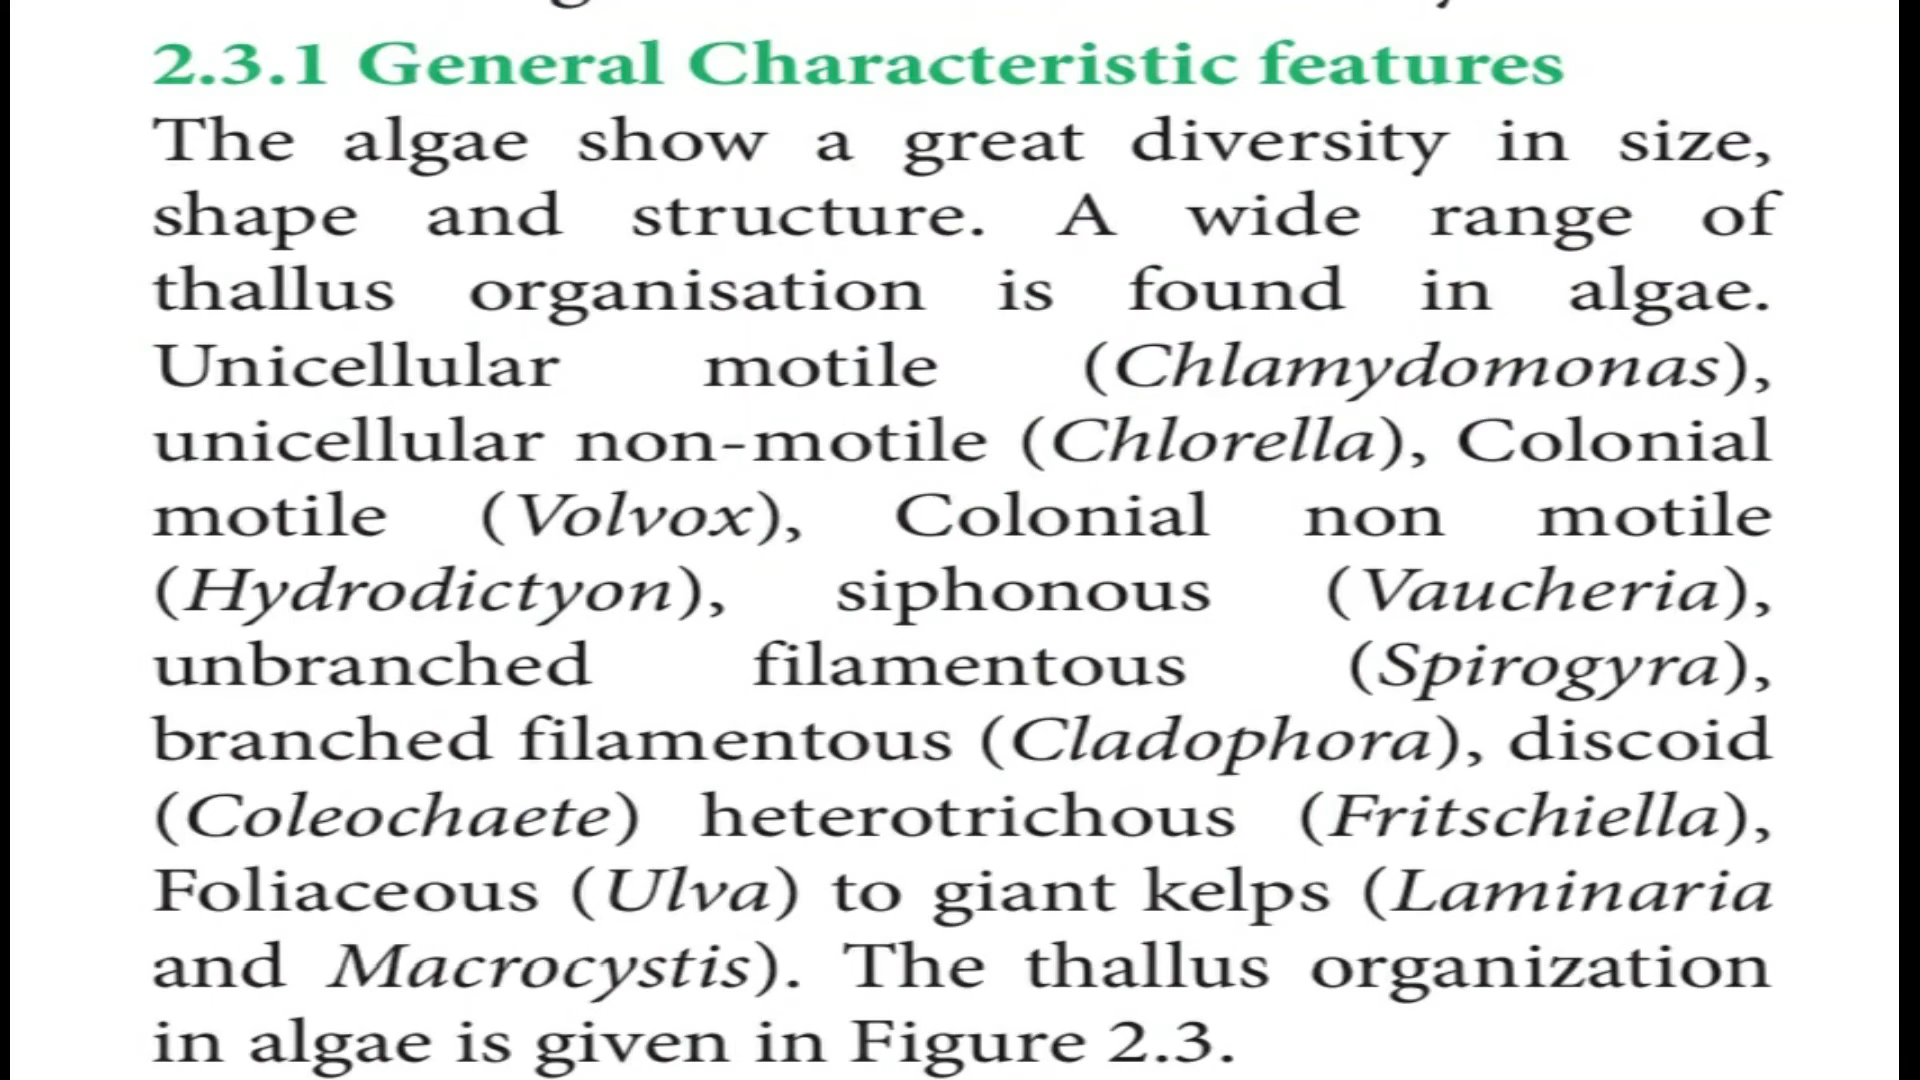 2.3.1 General Characteristic features
The algae show a great diversity in size,
shape and structure. A wide range of
thallus organisation is found in algae.
Unicellular motile (Chlamydomonas),
unicellular non-motile (Chlorella), Colonial
motile (Volvox), Colonial non motile
(Hydrodictyon), siphonous (Vaucheria),
unbranched filamentous (Spirogyra),
branched filamentous (Cladophora), discoid
(Coleochaete) heterotrichous (Fritschiella),
Foliaceous (Ulva) to giant kelps (Laminaria
and Macrocystis). The thallus organization
in algae is given in Figure 2.3.